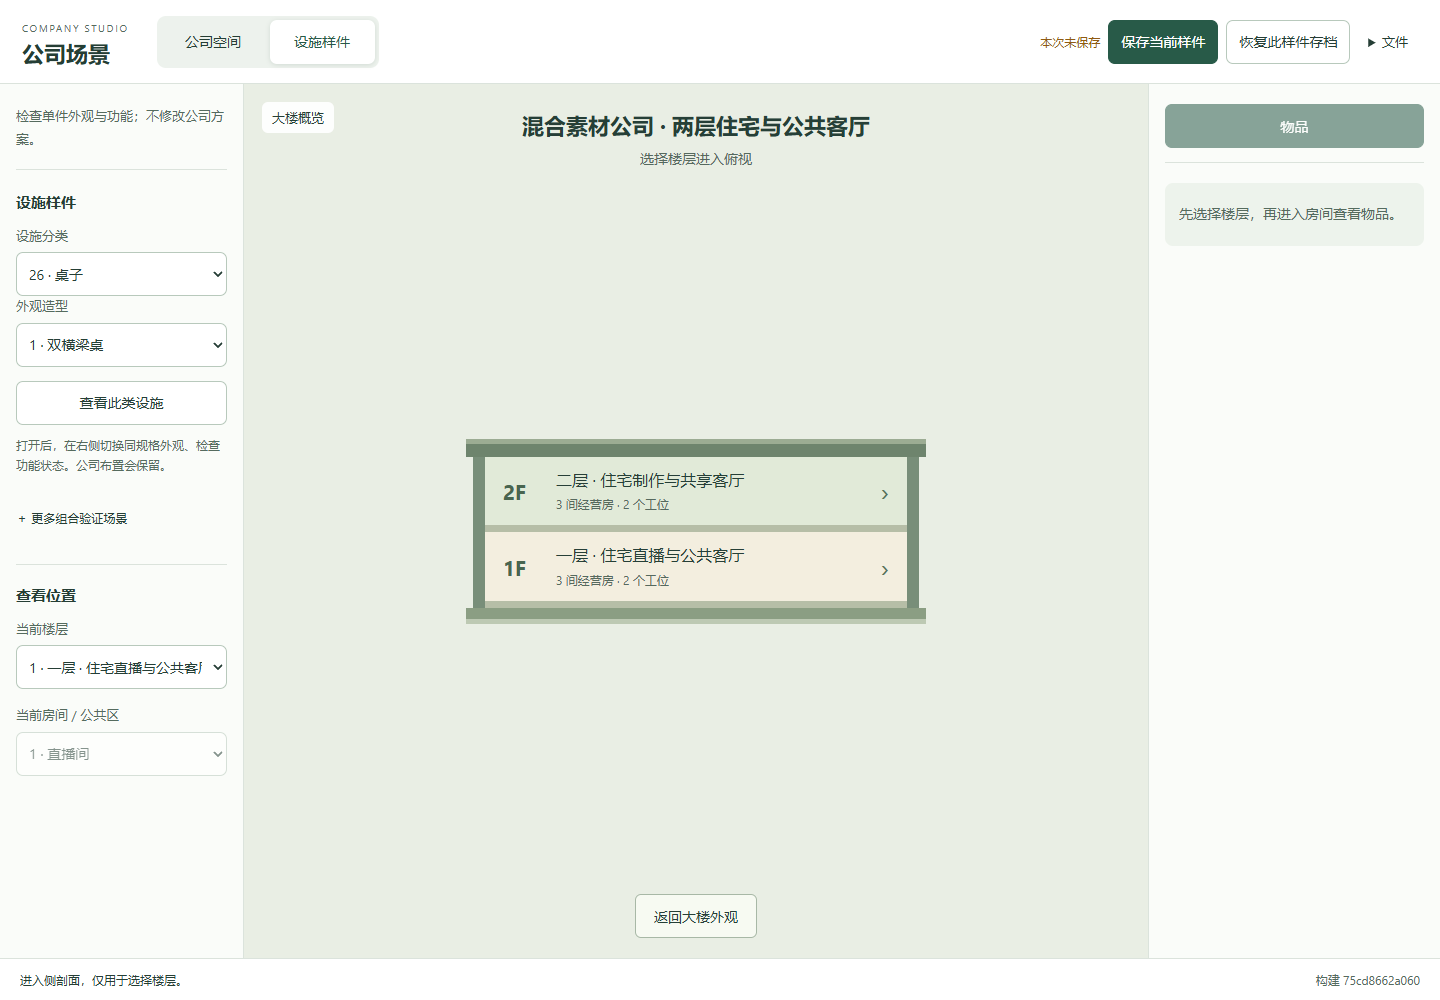 COMPANY STUDIO
公司场景
公司空间
设施样件
本次未保存
保存当前样件
恢复此样件存档
▶ 文件
检查单件外观与功能；不修改公司方
案。
设施样件
设施分类
26 · 桌子
外观造型
1 · 双横梁桌
查看此类设施
打开后，在右侧切换同规格外观、检查
功能状态。公司布置会保留。
+ 更多组合验证场景
查看位置
当前楼层
1 · 一层 · 住宅直播与公共客厅
当前房间 / 公共区
1 · 直播间
大楼概览
混合素材公司 · 两层住宅与公共客厅
选择楼层进入俯视
2F
二层 · 住宅制作与共享客厅
3 间经营房 · 2 个工位
›
1F
一层 · 住宅直播与公共客厅
3 间经营房 · 2 个工位
›
返回大楼外观
物品
先选择楼层，再进入房间查看物品。
进入侧剖面，仅用于选择楼层。
构建 75cd8662a060